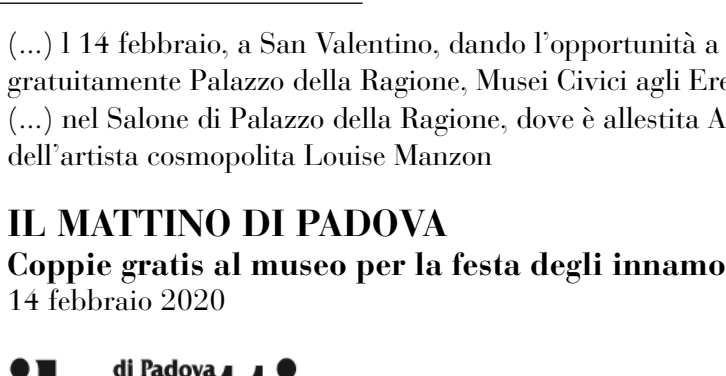 (...) l 14 febbraio, a San Valentino, dando l’opportunità a
gratuitamente Palazzo della Ragione, Musei Civici agli Ere
(...) nel Salone di Palazzo della Ragione, dove è allestita A
dell’artista cosmopolita Louise Manzon
IL MATTINO DI PADOVA
Coppie gratis al museo per la festa degli innamo
14 febbraio 2020
di Padova